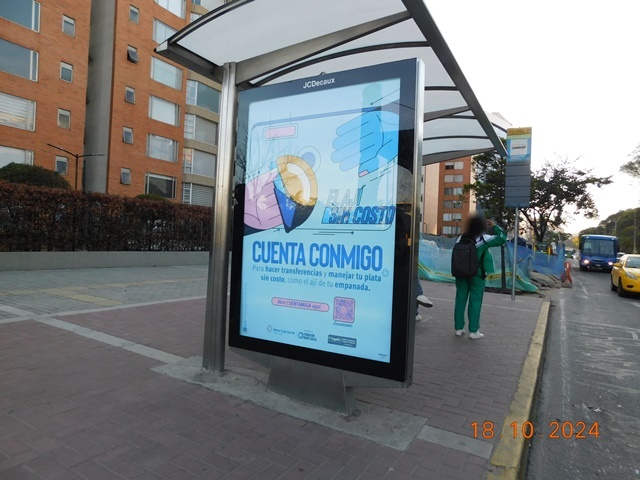 JCDecaux
SIN COSTO
CUENTA CONMIGO
Para hacer transferencias y manejar tu plata
sin costo, como el ají de tu empanada.
18 10 2024